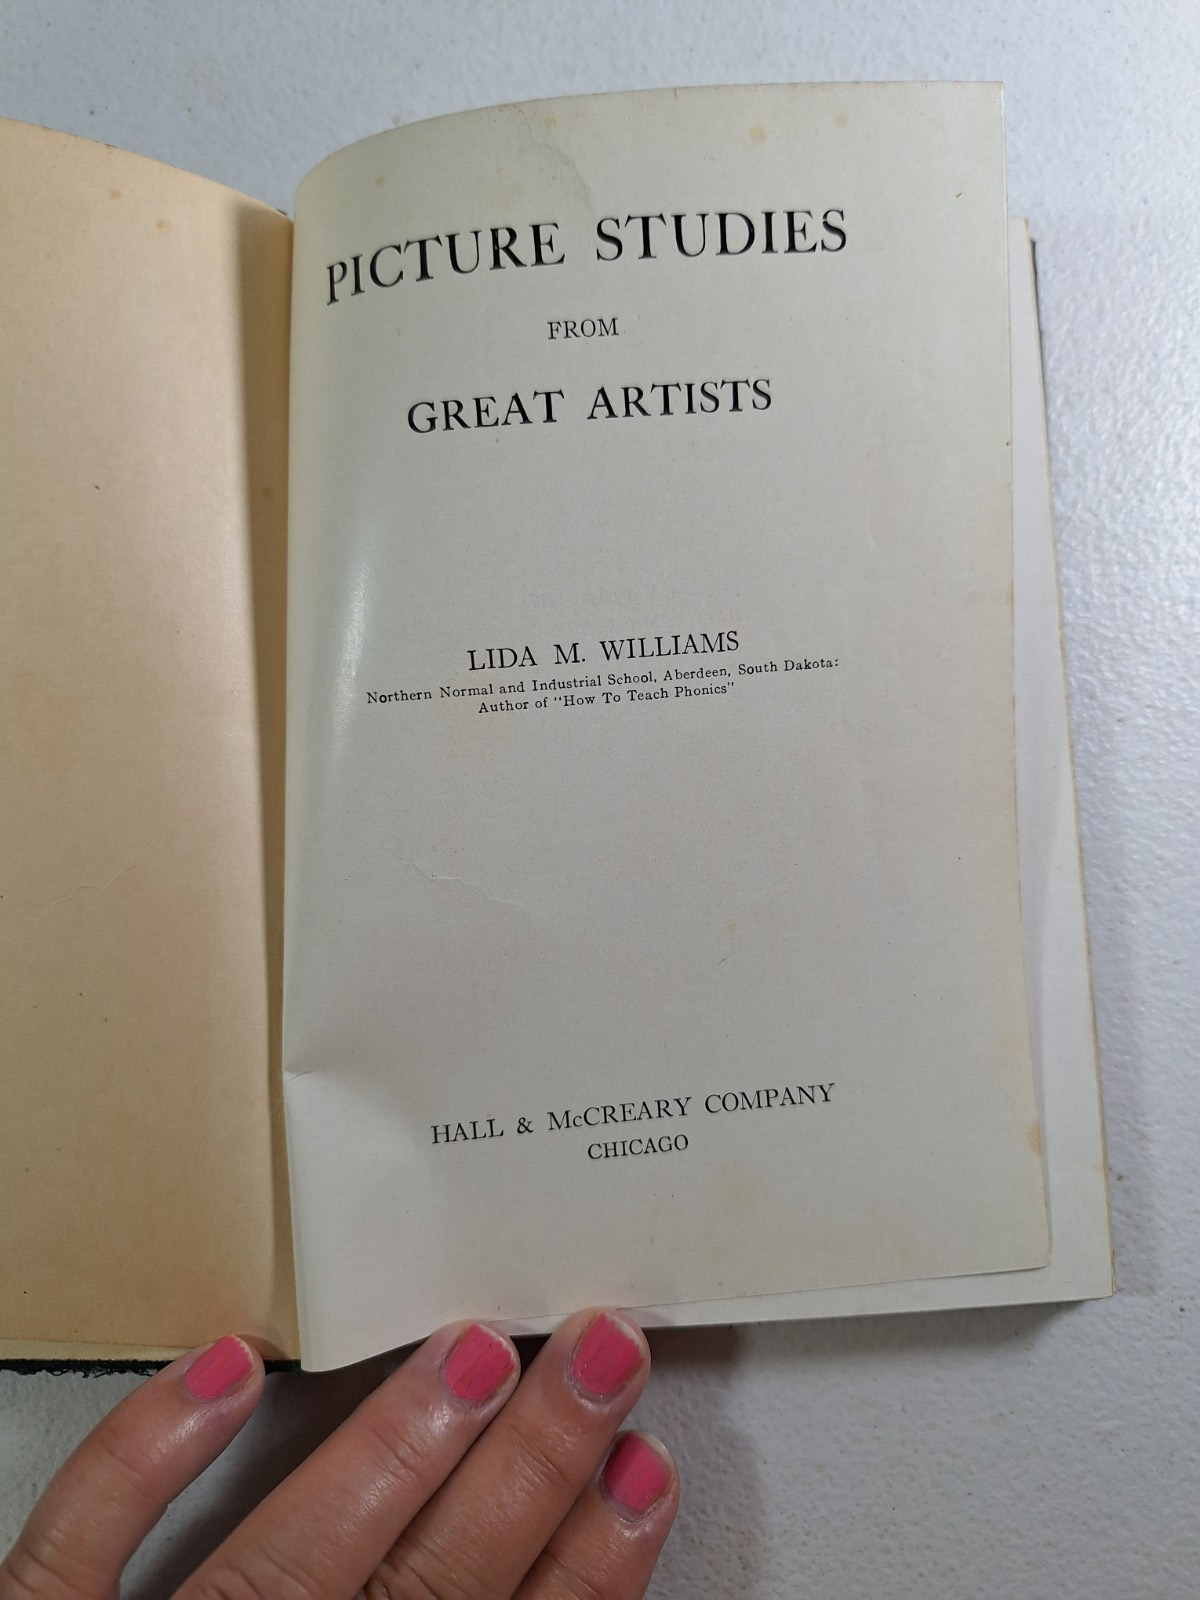 PICTURE STUDIES
FROM
GREAT ARTISTS
LIDA M. WILLIAMS
Northern Normal and Industrial School, Aberdeen, South Dakota:
Author of "How To Teach Phonics"
HALL & McCREARY COMPANY
CHICAGO